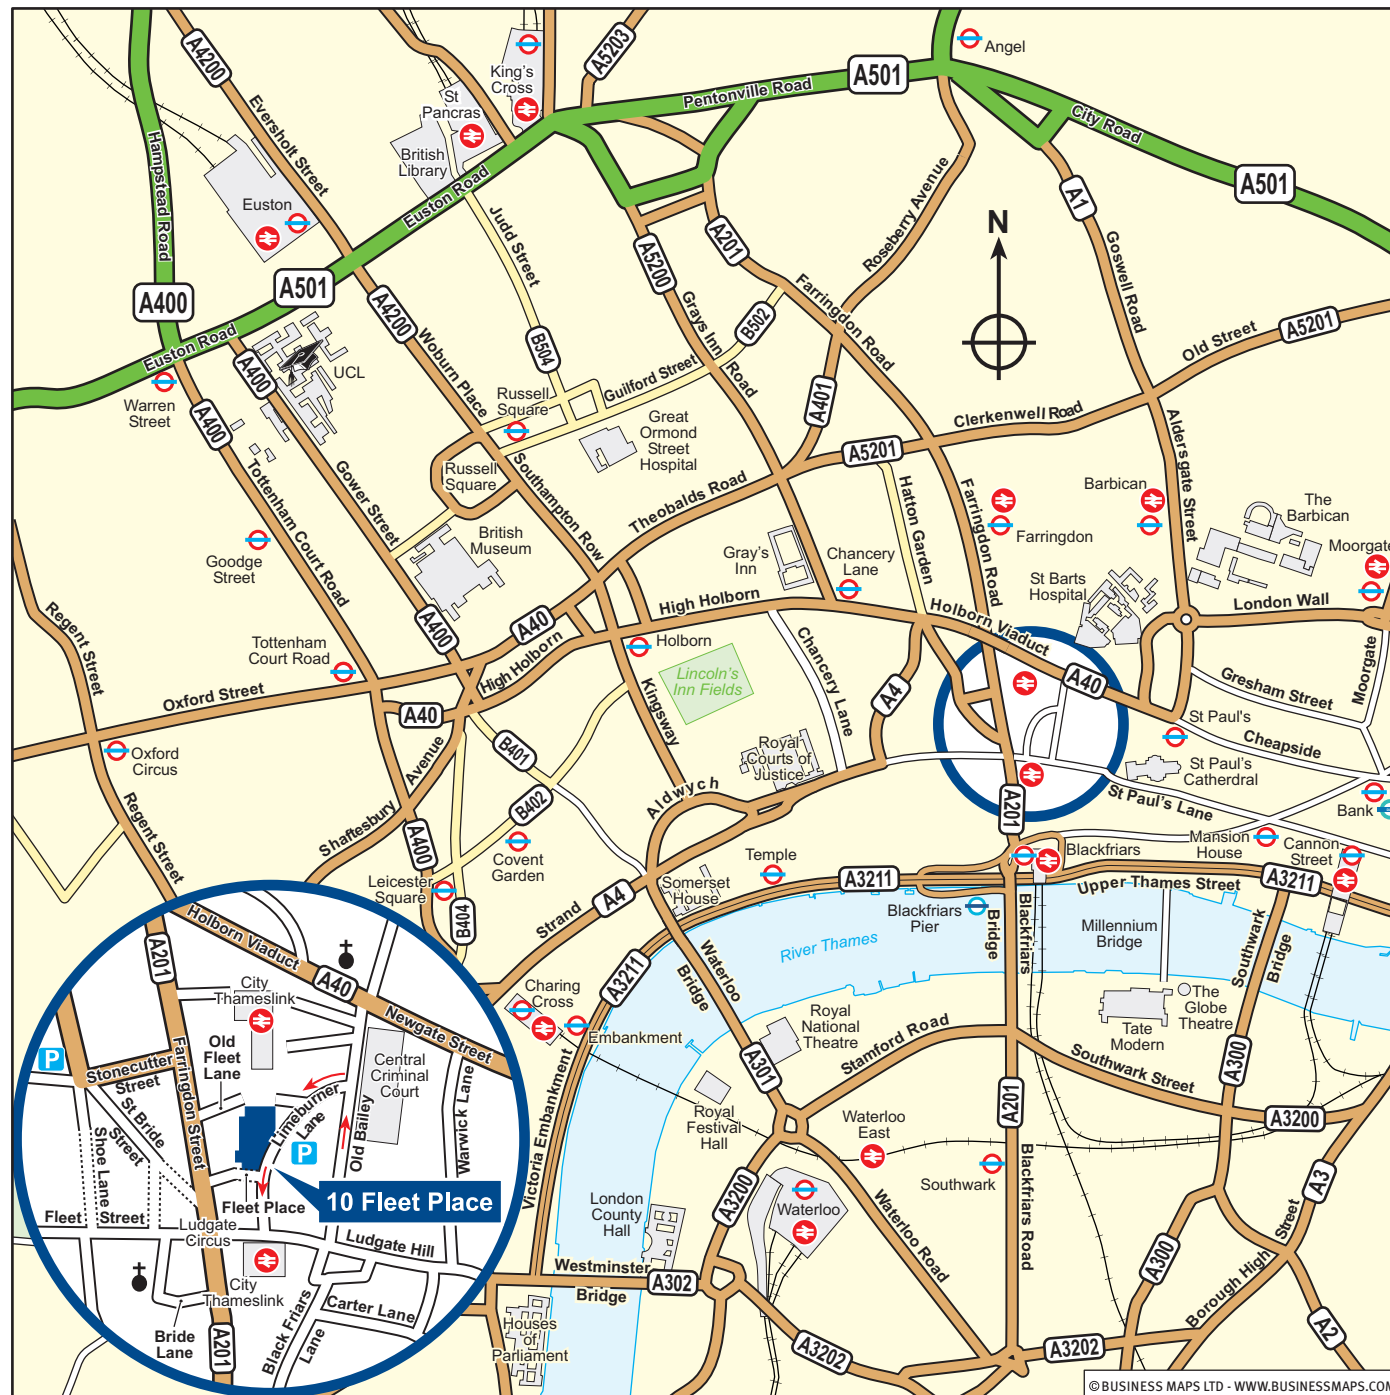 A4200
Eversholt Street
Hampstead Road
King's
Cross
St
Pancras
British
Library
A5203
Pentonville Road
A501
Angel
City Road
A501
Euston
Euston Road
Judd Street
A501
A400
Euston Road
A4200
Woburn Place
A5200
A201
Roseberry Avenue
A1
Goswell Road
N
Grays Inn
Road
B502
Farringdon Road
B504
Guilford Street
Old Street
A5201
UCL
A400
Warren
Street
A400
Russell
Square
A401
Great
Ormond
Street
Hospital
Clerkenwell Road
A5201
Aldersgate Street
Tottenham Court Road
Gower Street
Russell
Square
Southampton Row
Theobalds Road
Hatton Garden
Farringdon Road
Farringdon
Barbican
The
Barbican
Moorgate
Goodge
Street
British
Museum
Gray's
Inn
Chancery
Lane
St Barts
Hospital
London Wall
Regent Street
A400
A40
High Holborn
High Holborn
Holborn Viaduct
Tottenham
Court Road
Holborn
Lincoln's
Inn Fields
Chancery Lane
A4
A40
Gresham Street
Moorgate
Oxford Street
A40
Kingsway
St Paul's
Cheapside
Oxford
Circus
Shaftesbury
Avenue
B401
Royal
Courts of
Justice
St Paul's
Catherdral
Aldwych
B402
A201
St Paul's Lane
Bank
Regent Street
A400
Covent
Garden
Leicester
Square
Temple
Somerset
House
A3211
Blackfriars
Mansion
House
Cannon
Street
A3211
Upper Thames Street
B404
Strand
A4
Blackfriars
Pier
Blackfriars
Bridge
Millennium
Bridge
Southwark
Bridge
River Thames
Waterloo
Bridge
A3211
Charing
Cross
Embankment
Royal
National
Theatre
Stamford Road
The
Globe
Theatre
Tate
Modern
A301
A300
Southwark Street
A3200
Royal
Festival
Hall
A201
Waterloo
East
Victoria Embankment
Southwark
Blackfriars Road
London
County
Hall
A3200
Waterloo
Waterloo Road
A3
A300
Borough High
Street
Westminster
Bridge
A302
Houses
of
Parliament
A3202
A3202
A2
Holborn Viaduct
A201
A40
City
Thameslink
Newgate Street
Old
Fleet
Lane
Farringdon Street
Central
Criminal
Court
P
Stonecutter
Street
St Bride
Street
Shoe Lane
Limeburner
Lane
Old Bailey
Warwick Lane
P
10 Fleet Place
Fleet Place
Fleet
Street
Ludgate
Circus
Ludgate Hill
City
Thameslink
Carter Lane
Bride
Lane
A201
Black Friars
Lane
© BUSINESS MAPS LTD - WWW.BUSINESSMAPS.COM